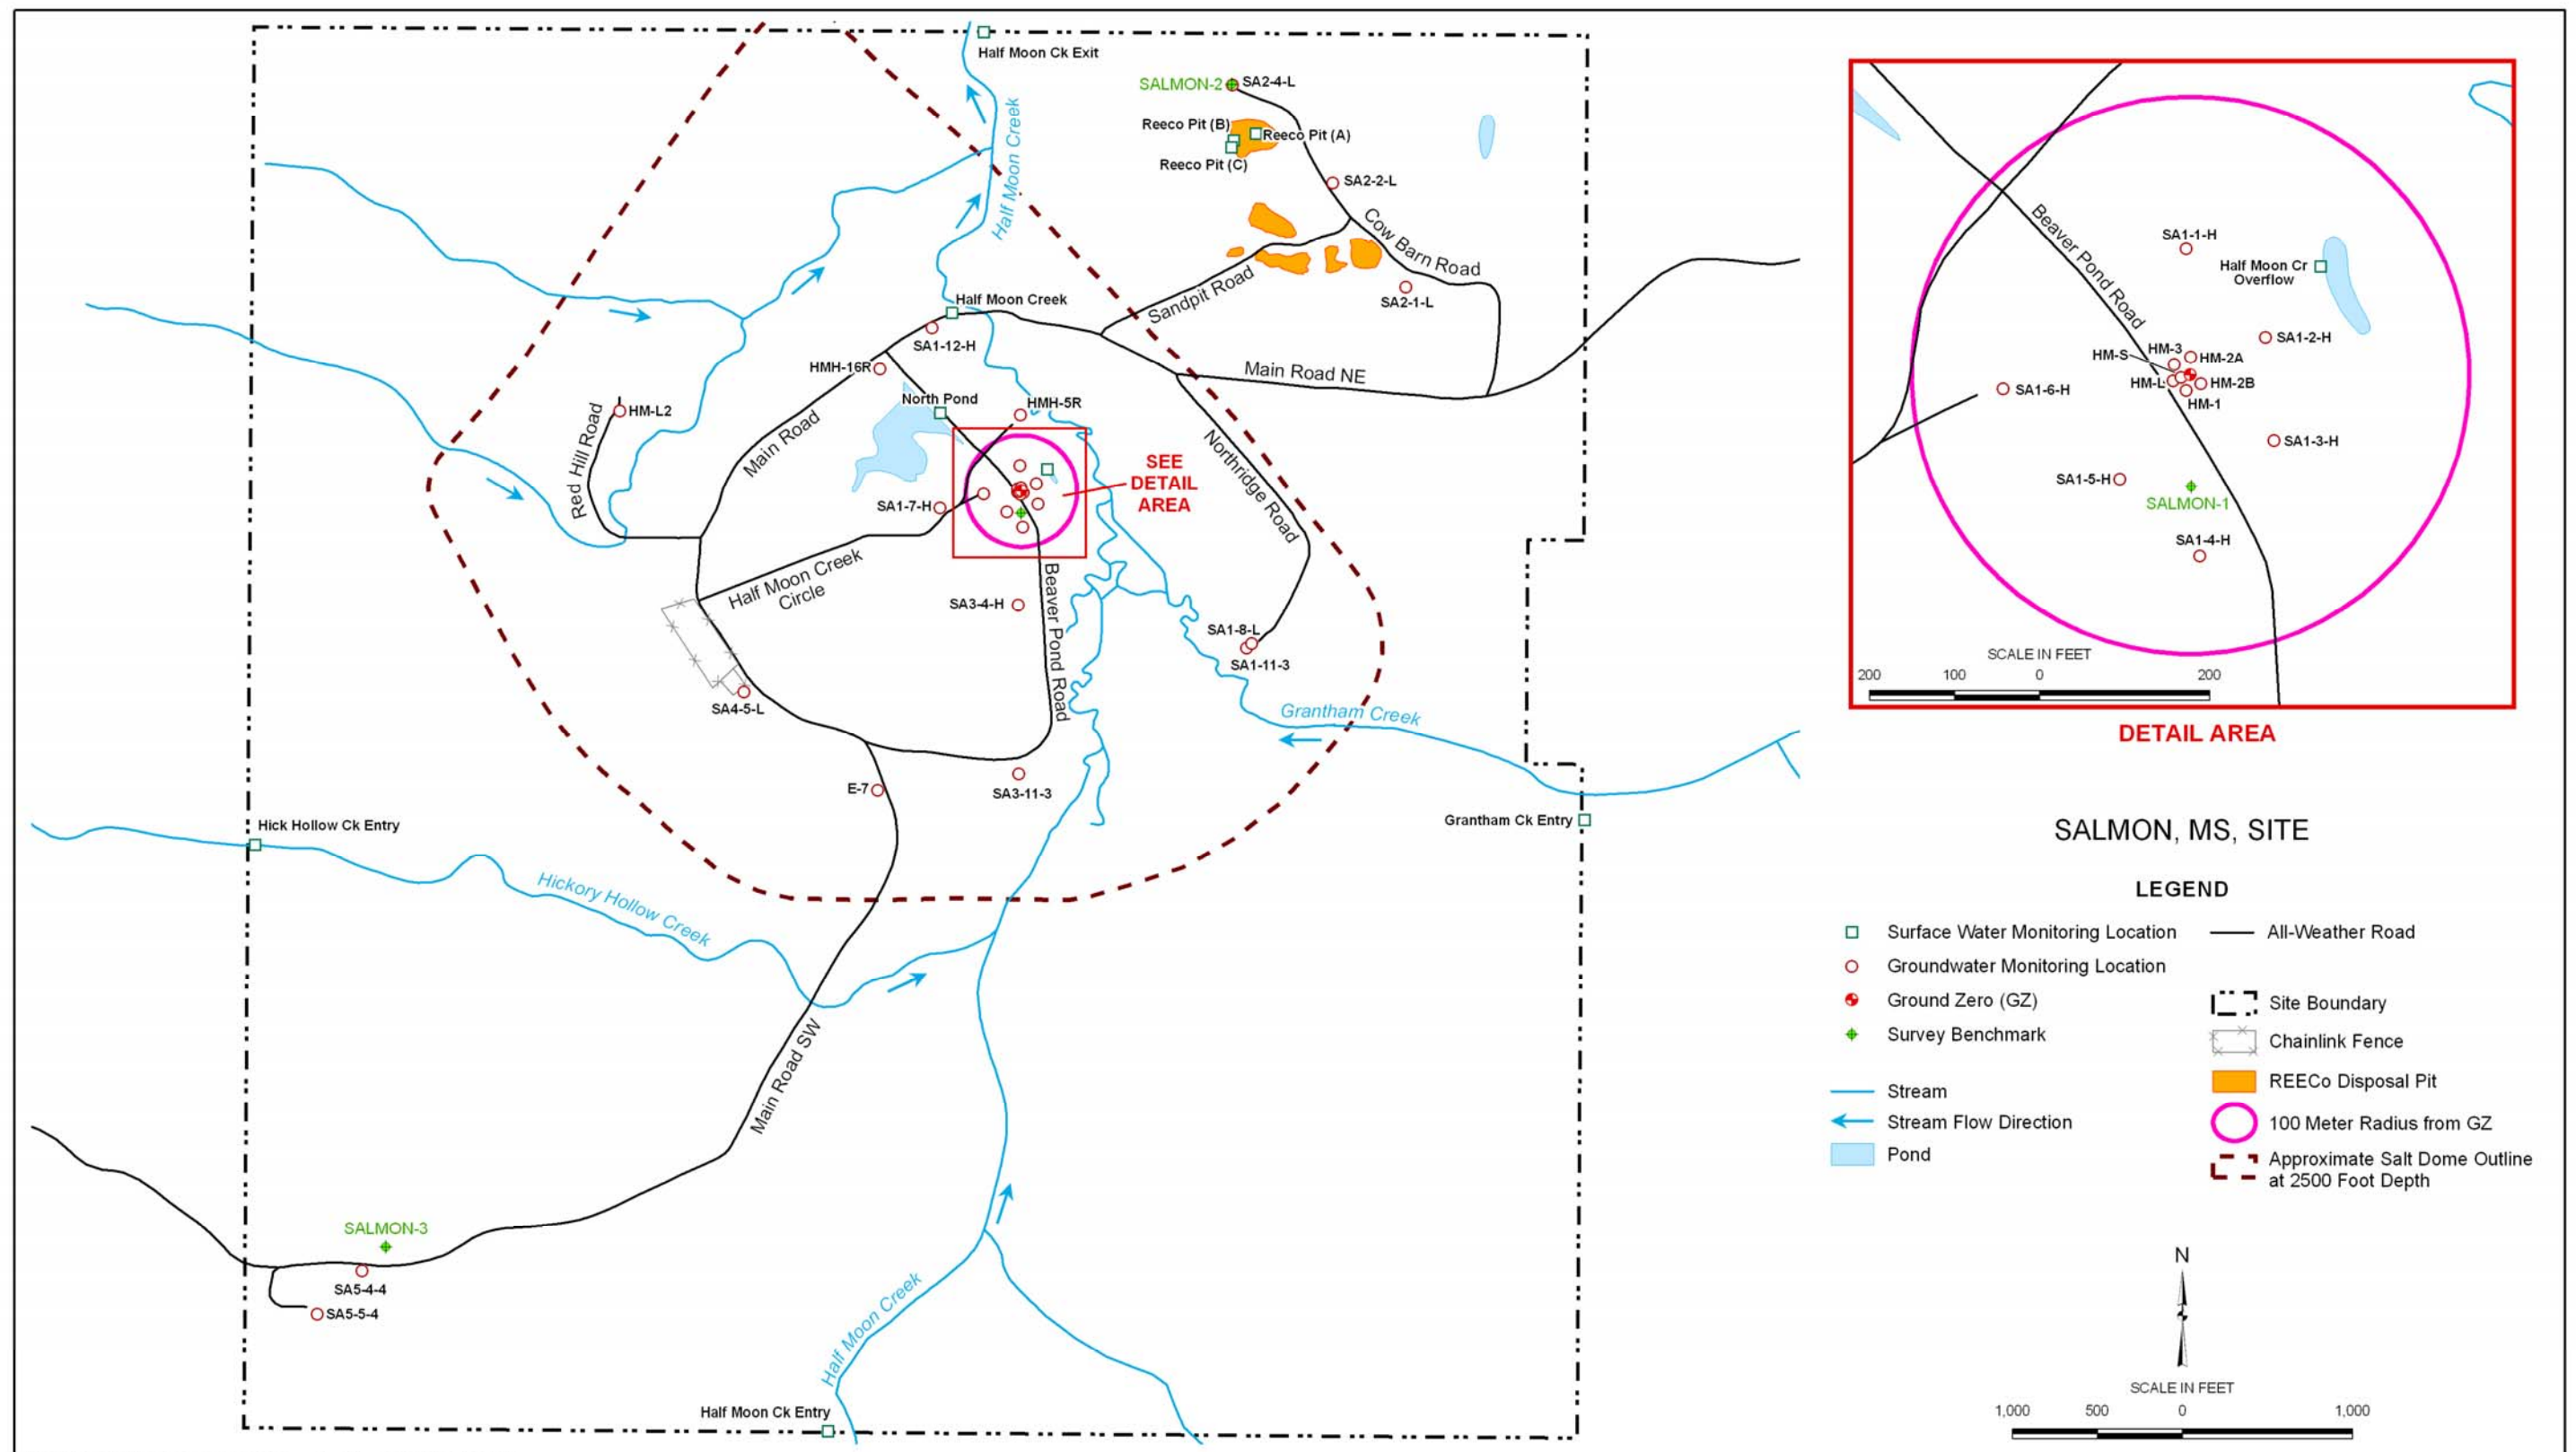 Half Moon Ck Exit
SALMON-2
SA2-4-L
Reeco Pit (B)
Reeco Pit (A)
Reeco Pit (C)
SA2-2-L
Half Moon Creek
Cow Barn Road
Sandpit Road
SA2-1-L
Half Moon Creek
SA1-12-H
HMH-16R
Main Road NE
North Pond
HMH-5R
HM-L2
Red Hill Road
Main Road
Northridge Road
SEE
DETAIL
AREA
SA1-7-H
Half Moon Creek
Circle
Beaver Pond Road
SA3-4-H
SA1-8-L
SA1-11-3
SA4-5-L
Grantham Creek
E-7
SA3-11-3
Grantham Ck Entry
Hick Hollow Ck Entry
Hickory Hollow Creek
Main Road SW
SALMON-3
SA5-4-4
SA5-5-4
Half Moon Creek
Half Moon Ck Entry
Beaver Pond Road
SA1-1-H
Half Moon Cr
Overflow
SA1-2-H
HM-S
HM-3
HM-2A
HM-L
HM-2B
HM-1
SA1-6-H
SA1-3-H
SA1-5-H
SALMON-1
SA1-4-H
SCALE IN FEET
200 100 0 200
DETAIL AREA
SALMON, MS, SITE
LEGEND
Surface Water Monitoring Location
Groundwater Monitoring Location
Ground Zero (GZ)
Survey Benchmark
Stream
Stream Flow Direction
Pond
All-Weather Road
Site Boundary
Chainlink Fence
REECo Disposal Pit
100 Meter Radius from GZ
Approximate Salt Dome Outline
at 2500 Foot Depth
N
SCALE IN FEET
1,000 500 0 1,000